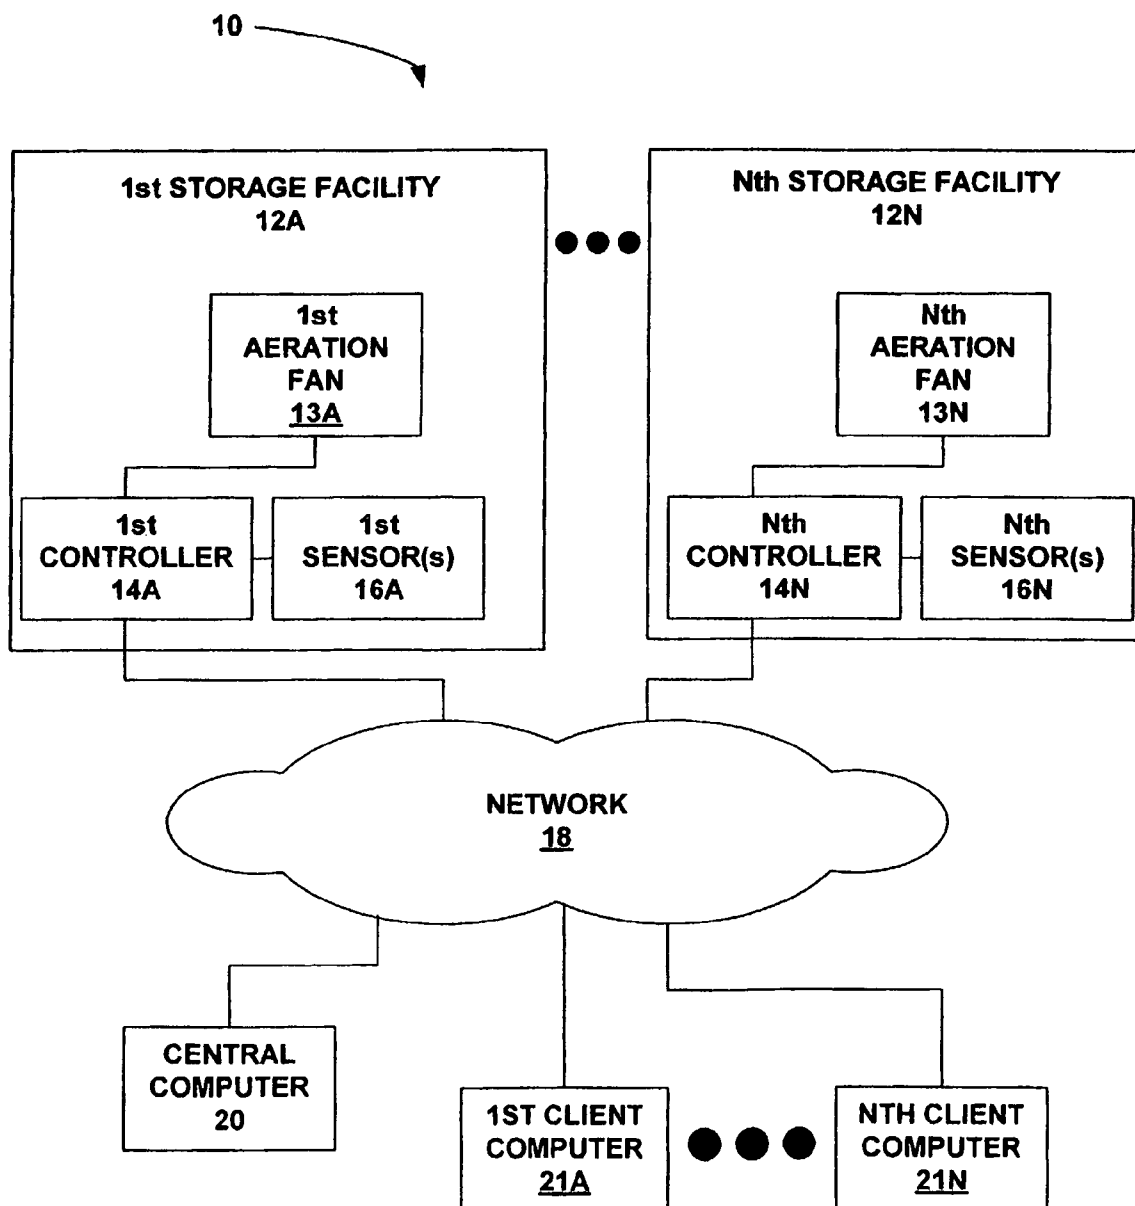 10
1st STORAGE FACILITY
12A
1st
AERATION
FAN
13A
1st
CONTROLLER
14A
1st
SENSOR(s)
16A
Nth STORAGE FACILITY
12N
Nth
AERATION
FAN
13N
Nth
CONTROLLER
14N
Nth
SENSOR(s)
16N
NETWORK
18
CENTRAL
COMPUTER
20
1ST CLIENT
COMPUTER
21A
NTH CLIENT
COMPUTER
21N